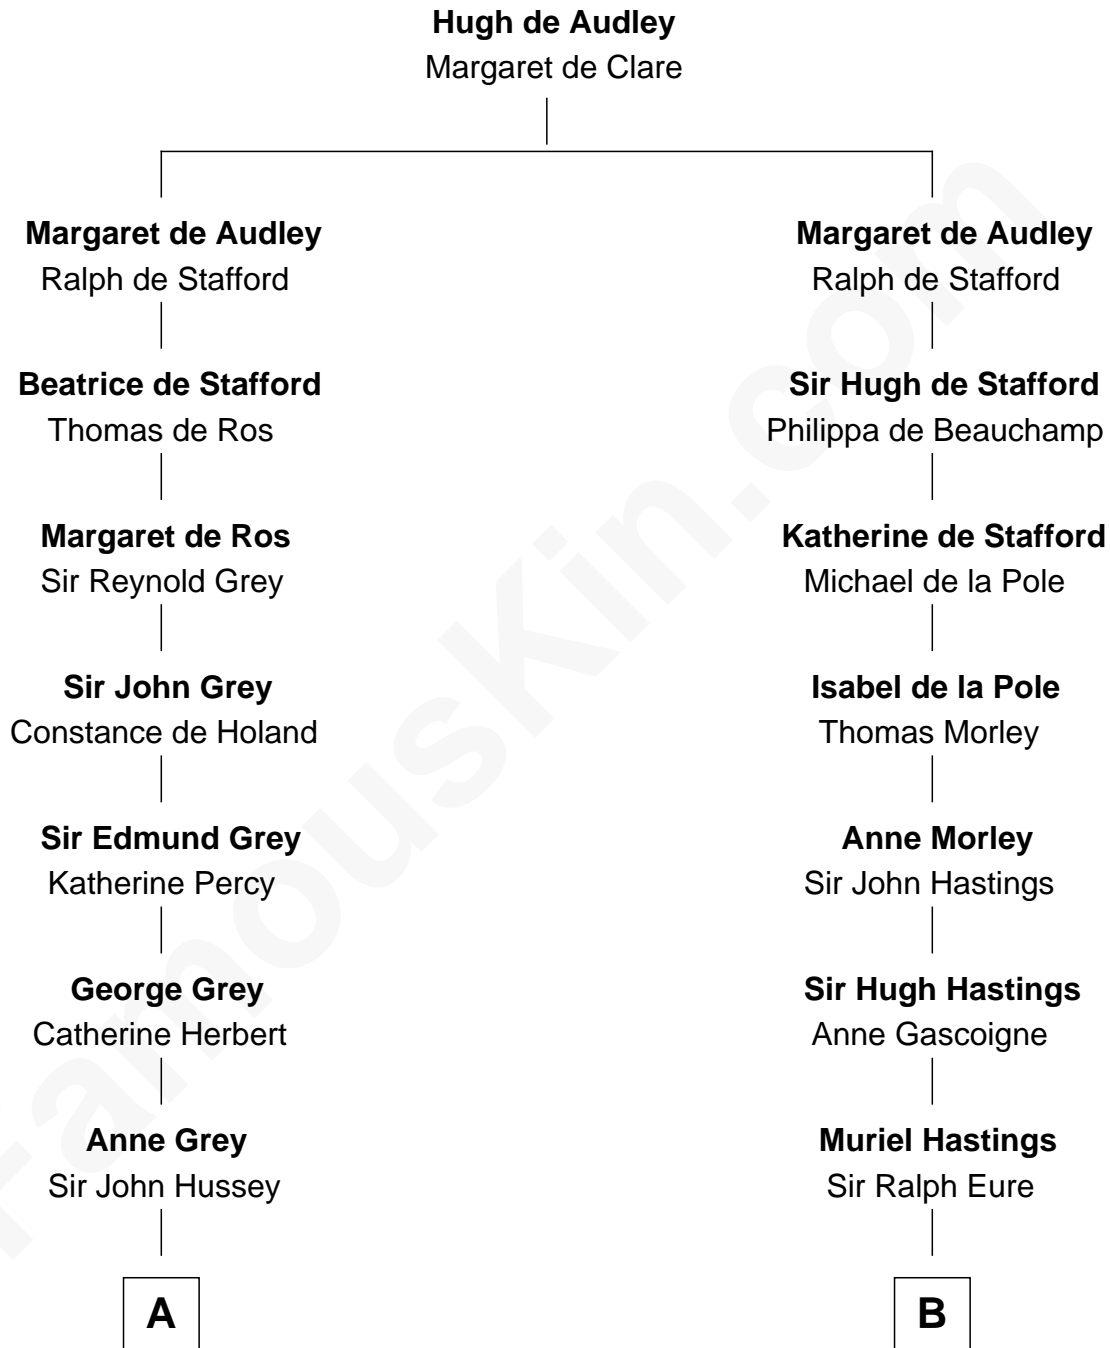 Hugh de Audley
Margaret de Clare
Margaret de Audley
Ralph de Stafford
Margaret de Audley
Ralph de Stafford
Beatrice de Stafford
Thomas de Ros
Sir Hugh de Stafford
Philippa de Beauchamp
Margaret de Ros
Sir Reynold Grey
Katherine de Stafford
Michael de la Pole
Sir John Grey
Constance de Holand
Isabel de la Pole
Thomas Morley
Sir Edmund Grey
Katherine Percy
Anne Morley
Sir John Hastings
George Grey
Catherine Herbert
Sir Hugh Hastings
Anne Gascoigne
Anne Grey
Sir John Hussey
Muriel Hastings
Sir Ralph Eure
A
B
FamousKin.com